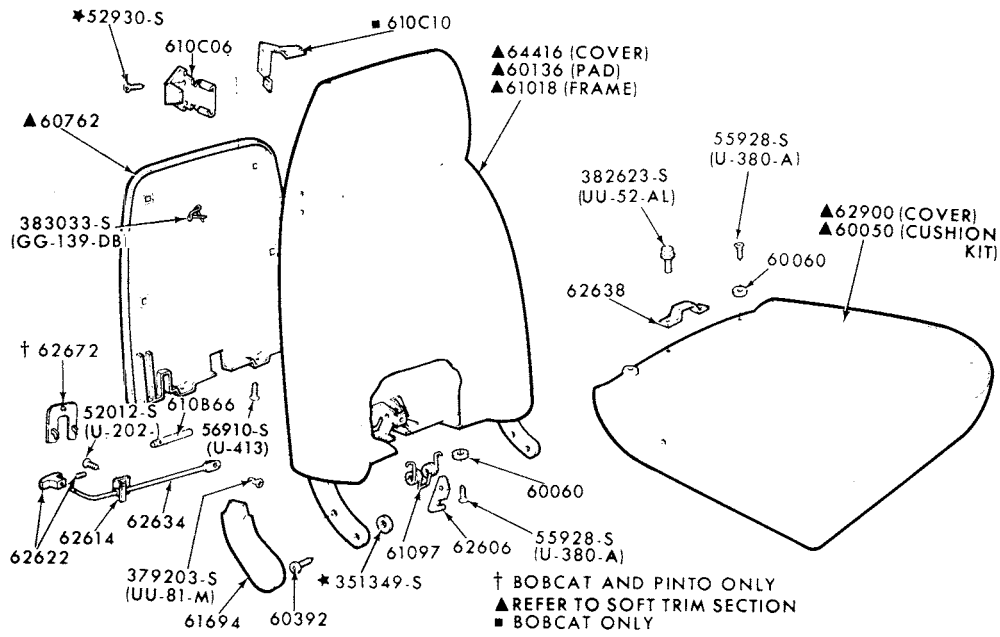 ★52930-S
610C06
■ 610C10
▲64416 (COVER)
▲60136 (PAD)
▲61018 (FRAME)
▲60762
55928-S
(U-380-A)
382623-S
(UU-52-AL)
383033-S
(GG-139-DB)
▲62900 (COVER)
▲60050 (CUSHION
KIT)
60060
62638
† 62672
52012-S
(U-202-)
610B66
56910-S
(U-413)
60060
62634
62614
62622
61097
62606
55928-S
(U-380-A)
379203-S
(UU-81-M)
★351349-S
61694
60392
† BOBCAT AND PINTO ONLY
▲REFER TO SOFT TRIM SECTION
■ BOBCAT ONLY